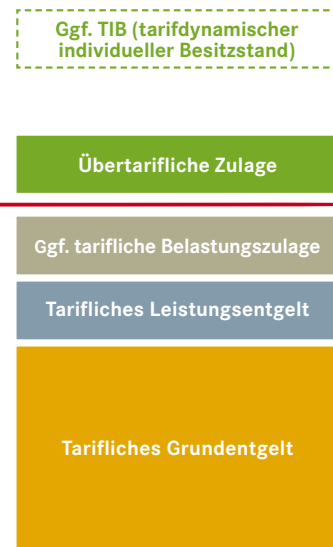 Ggf. TIB (tarifdynamischer
individueller Besitzstand)
Übertarifliche Zulage
Ggf. tarifliche Belastungszulage
Tarifliches Leistungsentgelt
Tarifliches Grundentgelt